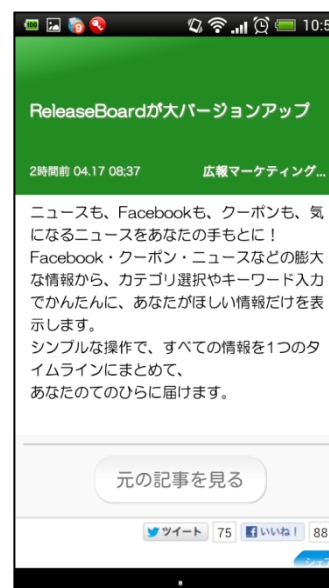 100
9
10:5
ReleaseBoardが大バージョンアップ
2時間前 04.17 08:37 広報マーケティング...
ニュースも、Facebookも、クーポンも、気
になるニュースをあなたの手もとに！
Facebook・クーポン・ニュースなどの膨大
な情報から、カテゴリ選択やキーワード入力
でかんたんに、あなたがほしい情報だけを表
示します。
シンプルな操作で、すべての情報を1つのタ
イムラインにまとめて、
あなたのてのひらに届けます。
元の記事を見る
ツイート 75 いいね！ 88
シェア